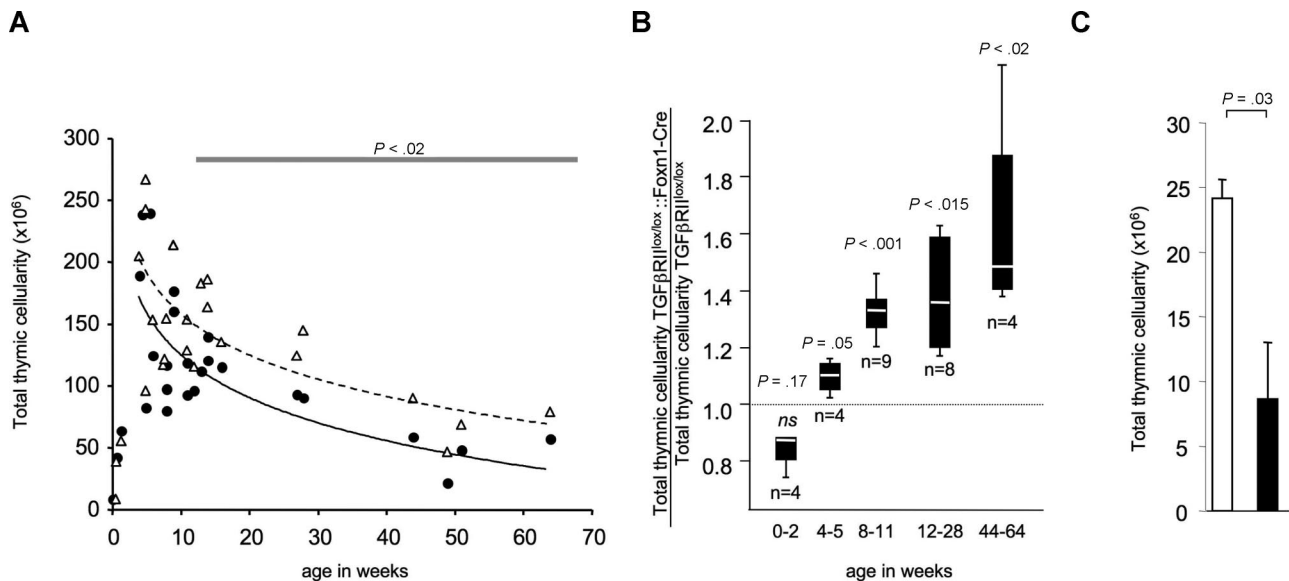 A
Total thymic cellularity (x10⁶)
300
250
200
150
100
50
0
P < .02
0 10 20 30 40 50 60 70
age in weeks
B
Total thymic cellularity TGFβRII^lox/lox ::Foxn1-Cre
Total thymnic cellularity TGFβRII^lox/lox
2.0
1.8
1.6
1.4
1.2
1.0
0.8
P = .17
ns
n=4
P = .05
n=4
P < .001
n=9
P < .015
n=8
P < .02
n=4
0-2 4-5 8-11 12-28 44-64
age in weeks
C
P = .03
Total thymnic cellularity (x10⁶)
30
25
20
15
10
5
0